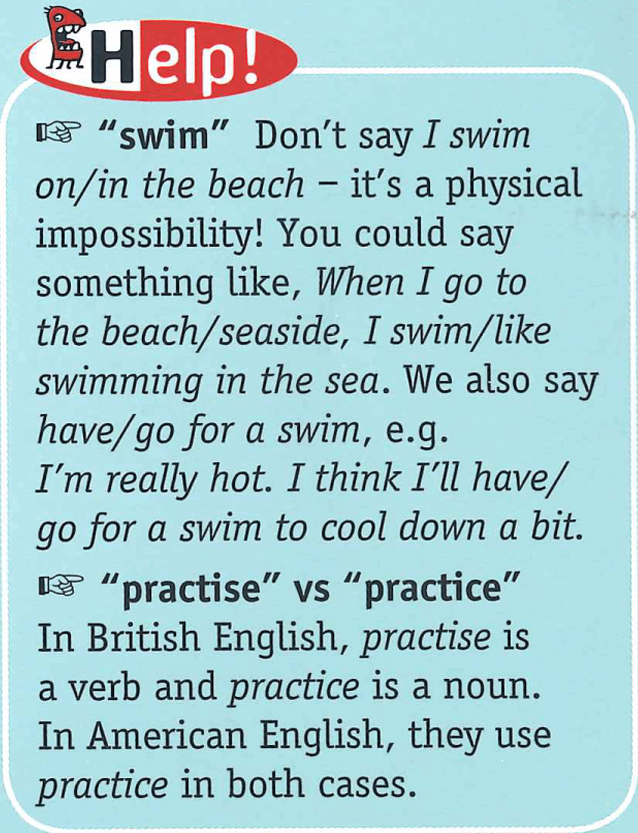 Help!
☞ “swim” Don’t say I swim
on/in the beach – it’s a physical
impossibility! You could say
something like, When I go to
the beach/seaside, I swim/like
swimming in the sea. We also say
have/go for a swim, e.g.
I’m really hot. I think I’ll have/
go for a swim to cool down a bit.
☞ “practise” vs “practice”
In British English, practise is
a verb and practice is a noun.
In American English, they use
practice in both cases.